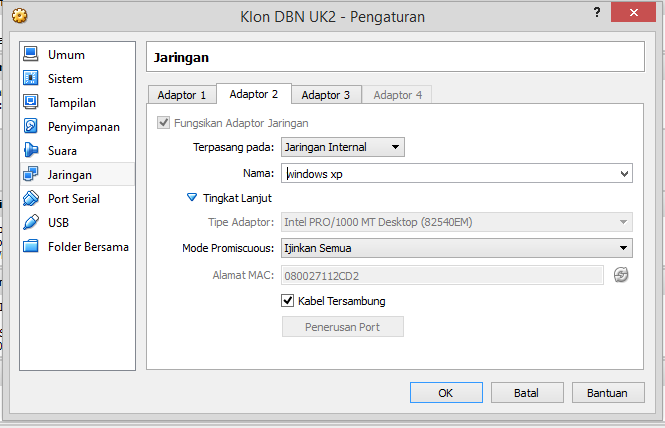 Klon DBN UK2 - Pengaturan
?
Umum
Sistem
Tampilan
Penyimpanan
Suara
Jaringan
Port Serial
USB
Folder Bersama
Jaringan
Adaptor 1 Adaptor 2 Adaptor 3 Adaptor 4
Fungsikan Adaptor Jaringan
Terpasang pada: Jaringan Internal
Nama: windows xp
Tingkat Lanjut
Tipe Adaptor: Intel PRO/1000 MT Desktop (82540EM)
Mode Promiscuous: Ijinkan Semua
Alamat MAC: 080027112CD2
Kabel Tersambung
Penerusan Port
OK Batal Bantuan